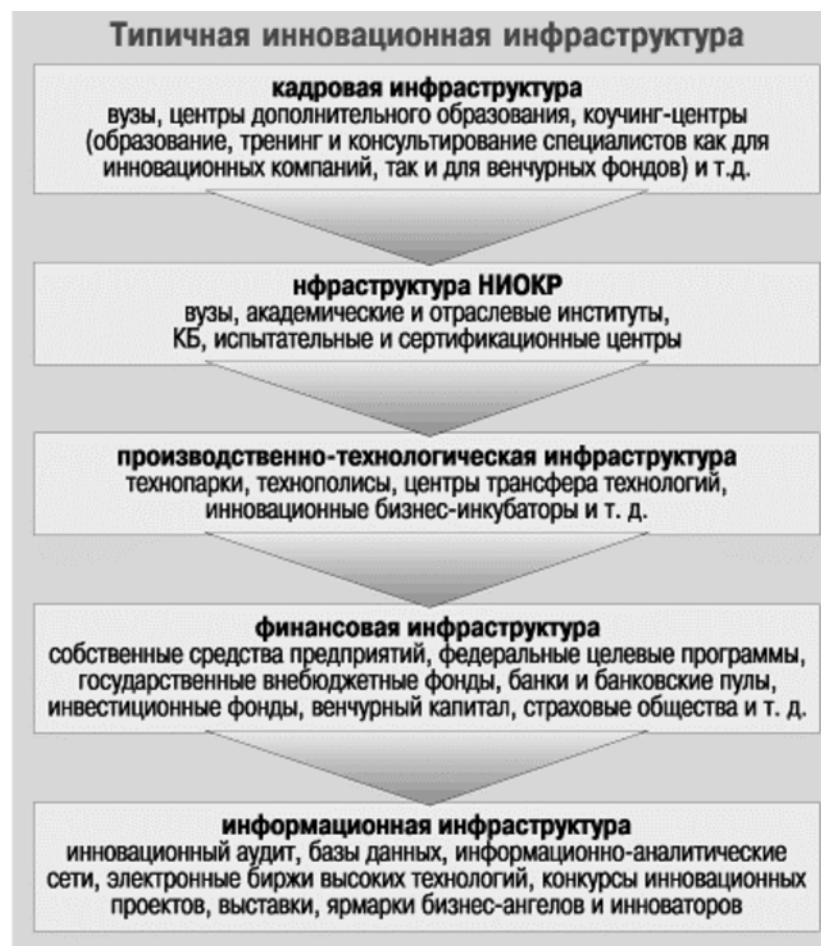 Типичная инновационная инфраструктура
кадровая инфраструктура
вузы, центры дополнительного образования, коучинг-центры
(образование, тренинг и консультирование специалистов как для
инновационных компаний, так и для венчурных фондов) и т.д.
нфраструктура НИОКР
вузы, академические и отраслевые институты,
КБ, испытательные и сертификационные центры
производственно-технологическая инфраструктура
технопарки, технополисы, центры трансфера технологий,
инновационные бизнес-инкубаторы и т. д.
финансовая инфраструктура
собственные средства предприятий, федеральные целевые программы,
государственные внебюджетные фонды, банки и банковские пулы,
инвестиционные фонды, венчурный капитал, страховые общества и т. д.
информационная инфраструктура
инновационный аудит, базы данных, информационно-аналитические
сети, электронные биржи высоких технологий, конкурсы инновационных
проектов, выставки, ярмарки бизнес-ангелов и инноваторов